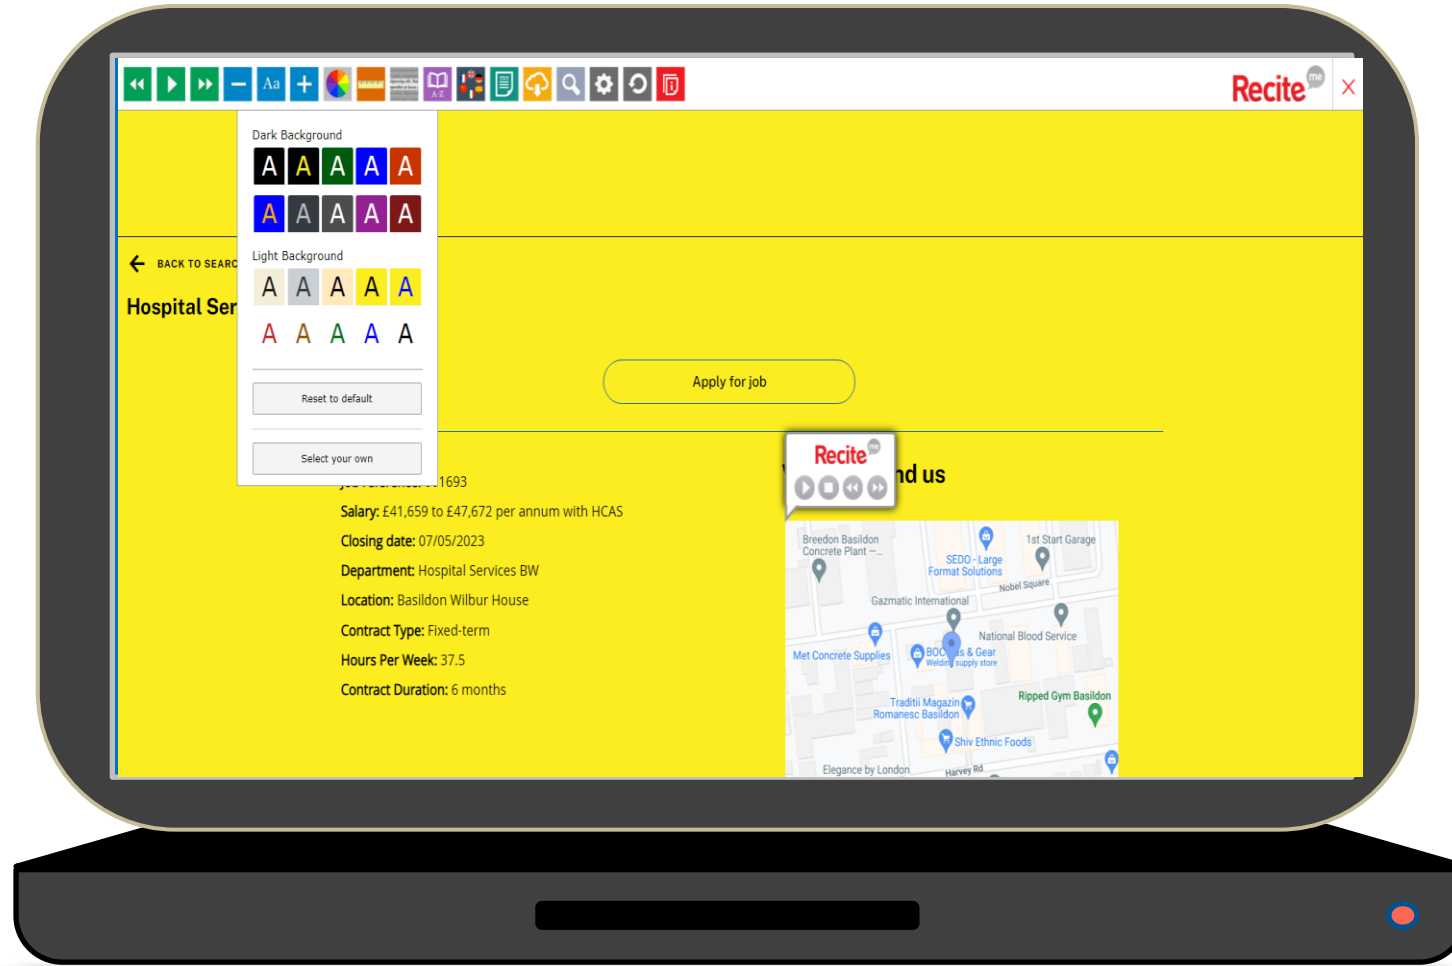 Aa
A-Z
Recite me
Dark Background
A A A A A
A A A A A
Light Background
A A A A A
A A A A A
Reset to default
Select your own
BACK TO SEARC
Hospital Ser
Apply for job
1693
Salary: £41,659 to £47,672 per annum with HCAS
Closing date: 07/05/2023
Department: Hospital Services BW
Location: Basildon Wilbur House
Contract Type: Fixed-term
Hours Per Week: 37.5
Contract Duration: 6 months
Recite me
nd us
Breedon Basildon
Concrete Plant –...
SEDO - Large
Format Solutions
1st Start Garage
Nobel Square
Gazmatic International
National Blood Service
Met Concrete Supplies
BOC & Gear
Welding supply store
Ripped Gym Basildon
Traditii Magazin
Romanesc Basildon
Shiv Ethnic Foods
Elegance by London
Harvey Rd